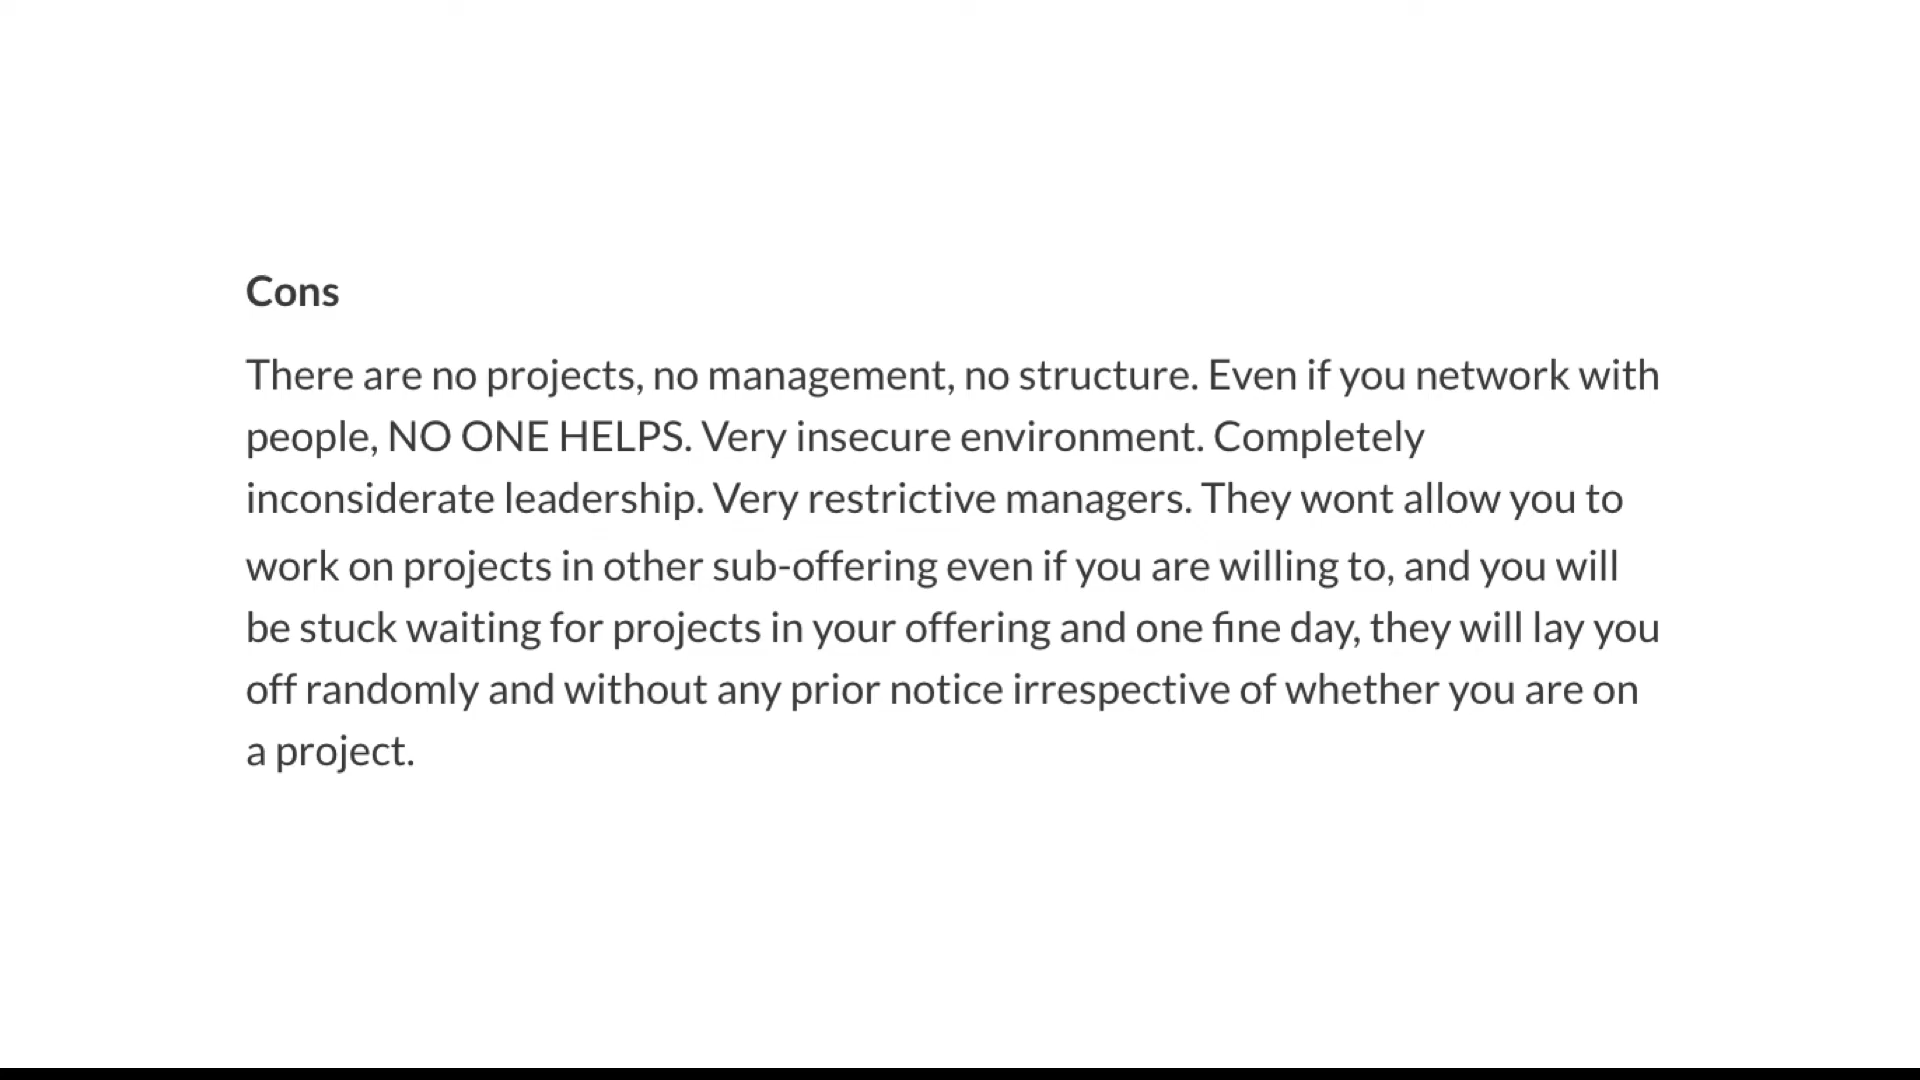 Cons
There are no projects, no management, no structure. Even if you network with
people, NO ONE HELPS. Very insecure environment. Completely
inconsiderate leadership. Very restrictive managers. They wont allow you to
work on projects in other sub-offering even if you are willing to, and you will
be stuck waiting for projects in your offering and one fine day, they will lay you
off randomly and without any prior notice irrespective of whether you are on
a project.